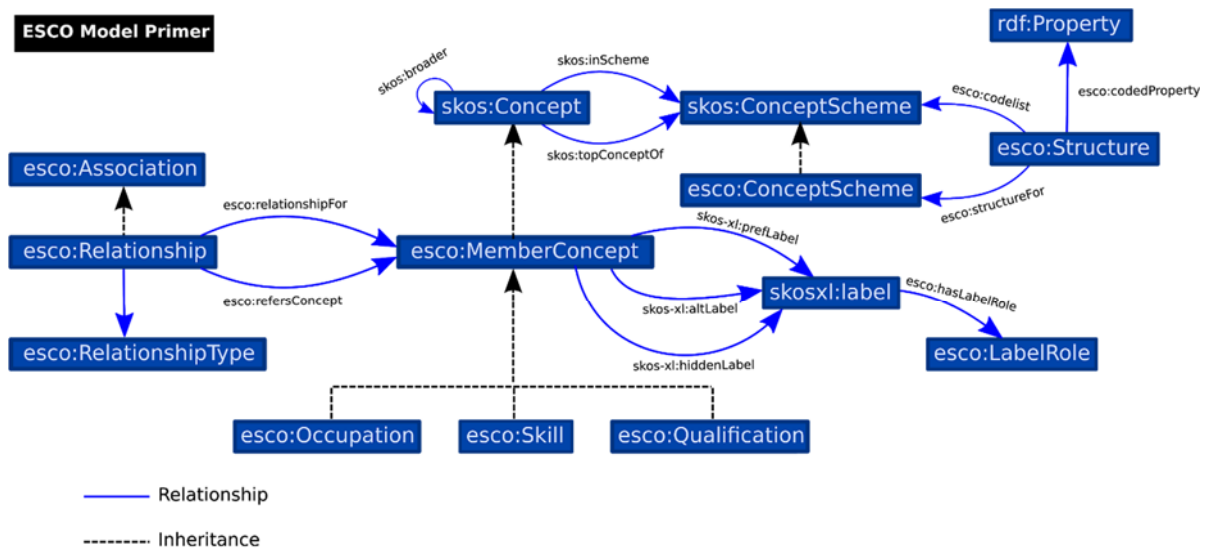 ESCO Model Primer
rdf:Property
skos:broader
skos:inScheme
esco:codelist
esco:codedProperty
skos:Concept
skos:ConceptScheme
skos:topConceptOf
esco:Structure
esco:Association
esco:ConceptScheme
esco:structureFor
esco:relationshipFor
skos-xl:prefLabel
esco:Relationship
esco:MemberConcept
esco:refersConcept
skosxl:label
esco:hasLabelRole
skos-xl:altLabel
esco:RelationshipType
skos-xl:hiddenLabel
esco:LabelRole
esco:Occupation
esco:Skill
esco:Qualification
Relationship
Inheritance